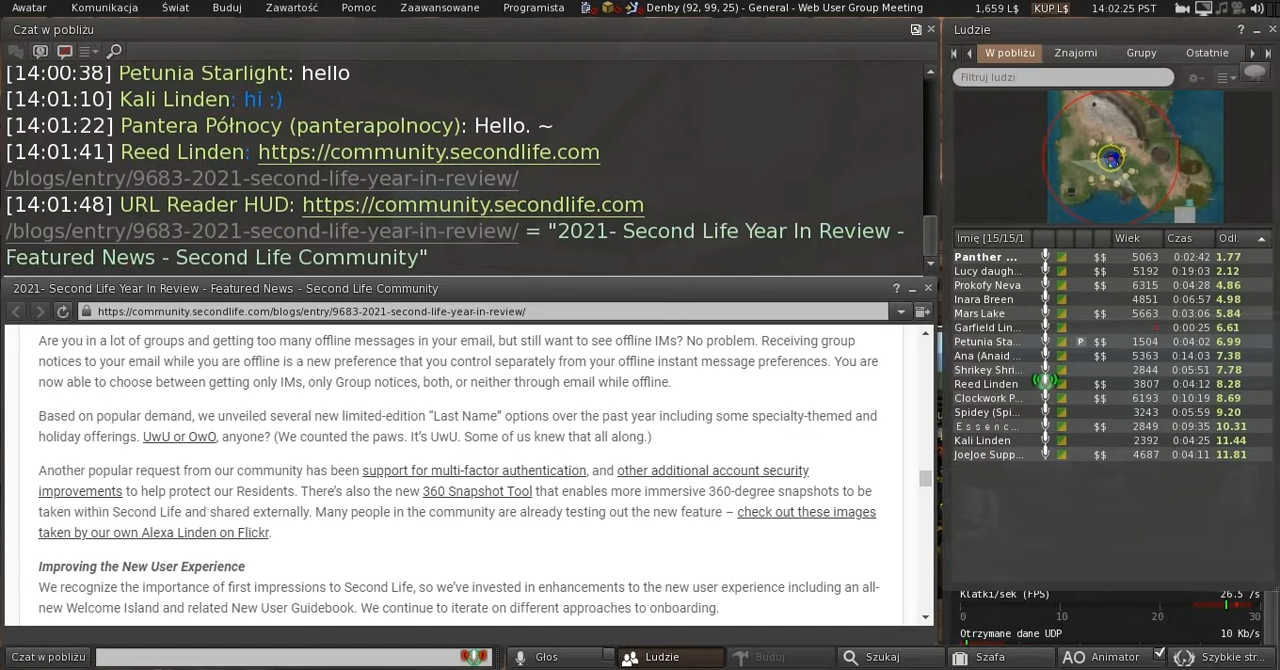 Awatar Komunikacja Świat Buduj Zawartość Pomoc Zaawansowane Programista Denby (92, 99, 25) - General - Web User Group Meeting 1,659 L$ KUP L$ 14:02:25 PST
Czat w pobliżu
[14:00:38] Petunia Starlight: hello
[14:01:10] Kali Linden: hi :)
[14:01:22] Pantera Północy (panterapolnocy): Hello. ~
[14:01:41] Reed Linden: https://community.secondlife.com
/blogs/entry/9683-2021-second-life-year-in-review/
[14:01:48] URL Reader HUD: https://community.secondlife.com
/blogs/entry/9683-2021-second-life-year-in-review/ = "2021- Second Life Year In Review -
Featured News - Second Life Community"
2021- Second Life Year In Review - Featured News - Second Life Community
https://community.secondlife.com/blogs/entry/9683-2021-second-life-year-in-review/
Are you in a lot of groups and getting too many offline messages in your email, but still want to see offline IMs? No problem. Receiving group
notices to your email while you are offline is a new preference that you control separately from your offline instant message preferences. You are
now able to choose between getting only IMs, only Group notices, both, or neither through email while offline.
Based on popular demand, we unveiled several new limited-edition “Last Name” options over the past year including some specialty-themed and
holiday offerings. UwU or OwO, anyone? (We counted the paws. It’s UwU. Some of us knew that all along.)
Another popular request from our community has been support for multi-factor authentication, and other additional account security
improvements to help protect our Residents. There’s also the new 360 Snapshot Tool that enables more immersive 360-degree snapshots to be
taken within Second Life and shared externally. Many people in the community are already testing out the new feature – check out these images
taken by our own Alexa Linden on Flickr.
Improving the New User Experience
We recognize the importance of first impressions to Second Life, so we’ve invested in enhancements to the new user experience including an all-
new Welcome Island and related New User Guidebook. We continue to iterate on different approaches to onboarding.
Ludzie
W pobliżu Znajomi Grupy Ostatnie
Filtruj ludzi
Imię [15/15/1 Wiek Czas Odl.
Panther ... $$ 5063 0:02:42 1.77
Lucy daugh... $$ 5192 0:19:03 2.12
Prokofy Neva $$ 6315 0:04:28 4.86
Inara Breen 4851 0:06:57 4.98
Mars Lake $$ 5663 0:03:06 5.84
Garfield Lin... 0:00:25 6.61
Petunia Sta... P $$ 1504 0:04:02 6.99
Ana (Anaid ... $$ 5363 0:14:03 7.38
Shrikey Shri... 2844 0:05:51 7.78
Reed Linden $$ 3807 0:04:12 8.28
Clockwork P... $$ 6193 0:10:19 8.69
Spidey (Spi... 3243 0:05:59 9.20
E s s e n c... $$ 2849 0:09:35 10.31
Kali Linden 2392 0:04:25 11.44
JoeJoe Supp... $$ 4687 0:04:11 11.81
Klatki/sek (FPS) 26.5 /s
0 10 20 30
Otrzymane dane UDP 10 Kb/s
Czat w pobliżu Głos Ludzie Buduj Szukaj Szafa AO Animator Szybkie str...